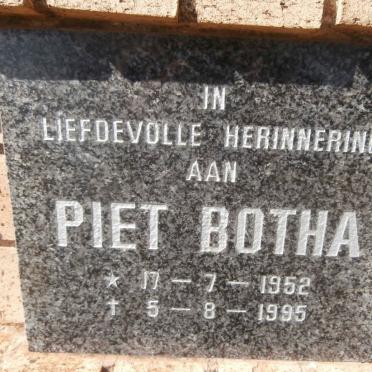 IN
LIEFDEVOLLE HERINNERING
AAN
PIET BOTHA
* 17 - 7 - 1952
† 5 - 8 - 1995